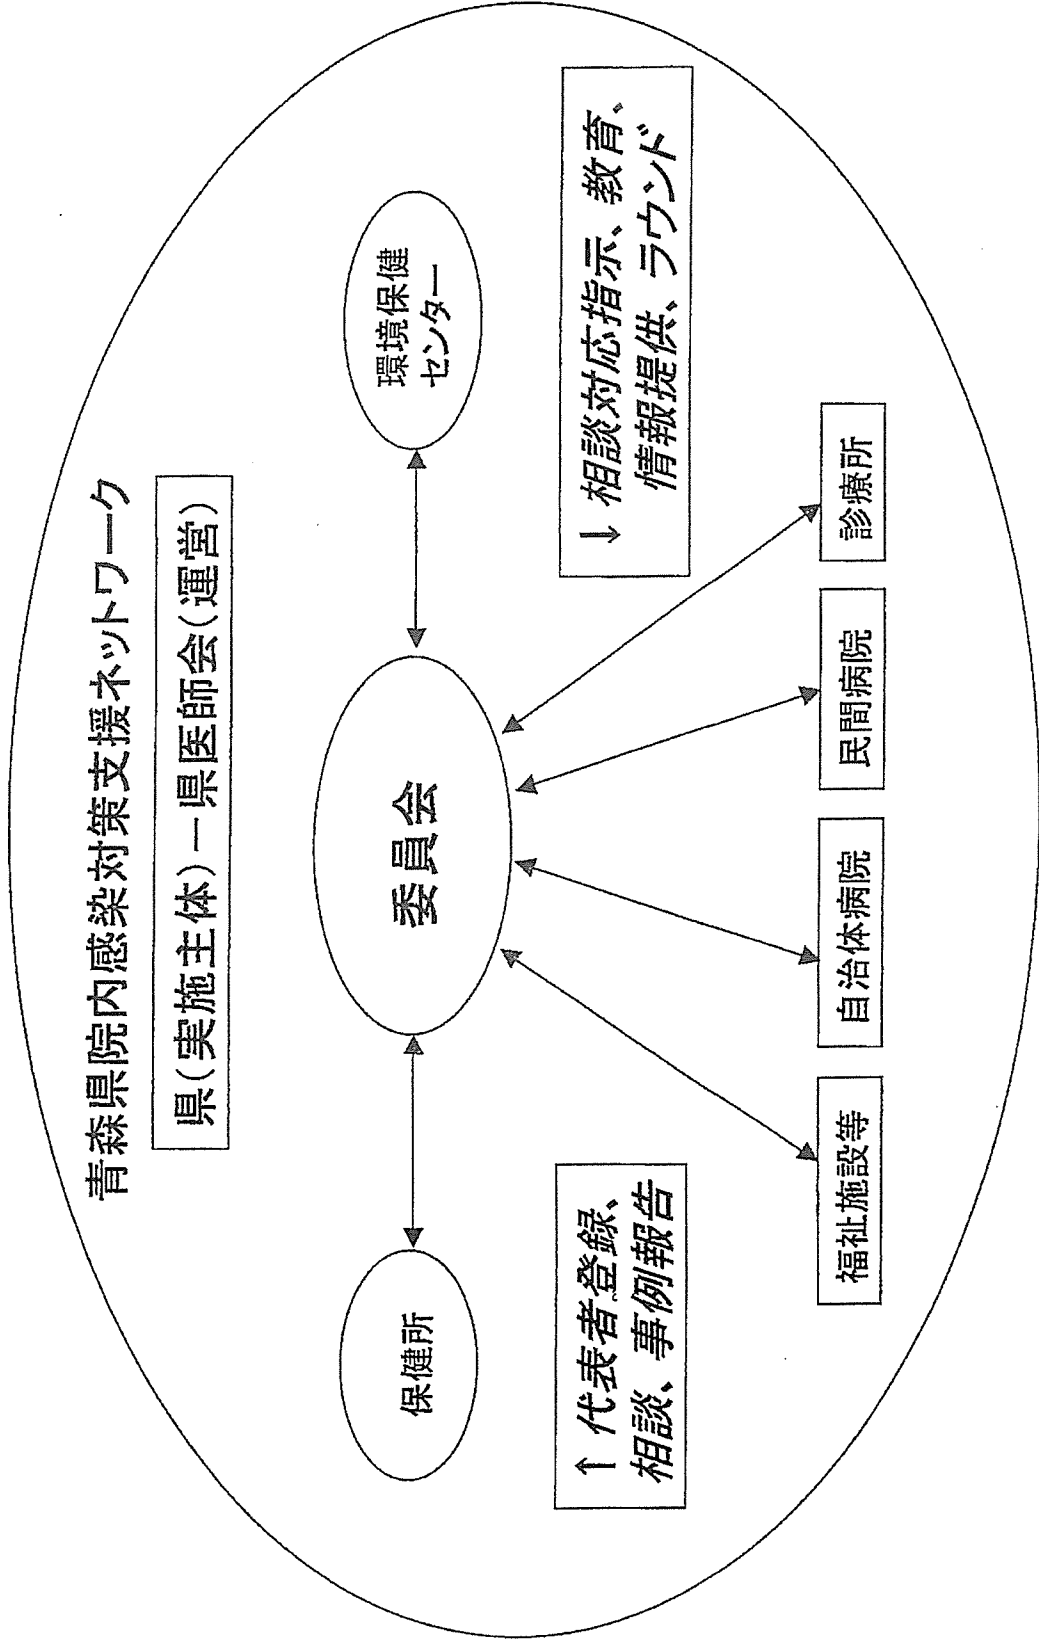 青森県院内感染対策支援ネットワーク
県(実施主体)－県医師会(運営)
保健所
委員会
環境保健
センター
↑ 代表者登録、
相談、事例報告
↓ 相談対応指示、教育、
情報提供、ラウンド
福祉施設等
自治体病院
民間病院
診療所